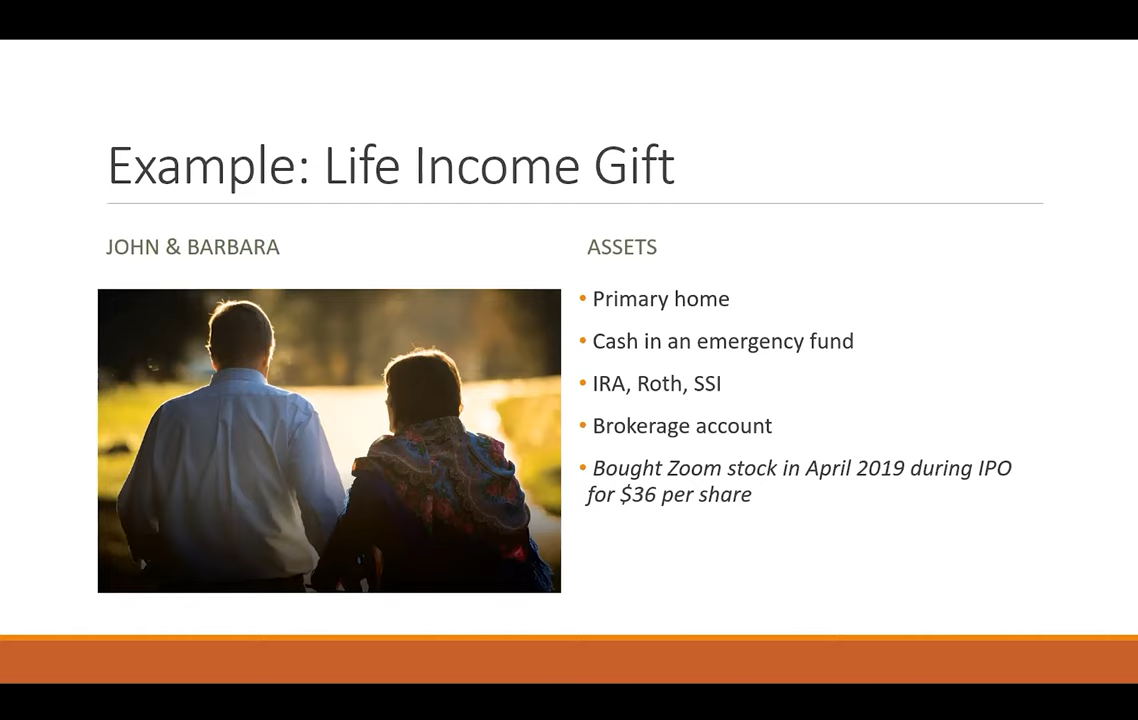 Example: Life Income Gift
JOHN & BARBARA
ASSETS
• Primary home
• Cash in an emergency fund
• IRA, Roth, SSI
• Brokerage account
• Bought Zoom stock in April 2019 during IPO
for $36 per share